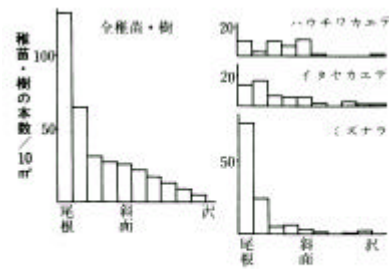 全稚苗・樹
稚苗・樹の本数/10㎡
100
50
尾根
斜面
沢
ハウチワカエデ
20
イタヤカエデ
20
ミズナラ
50
尾根
斜面
沢